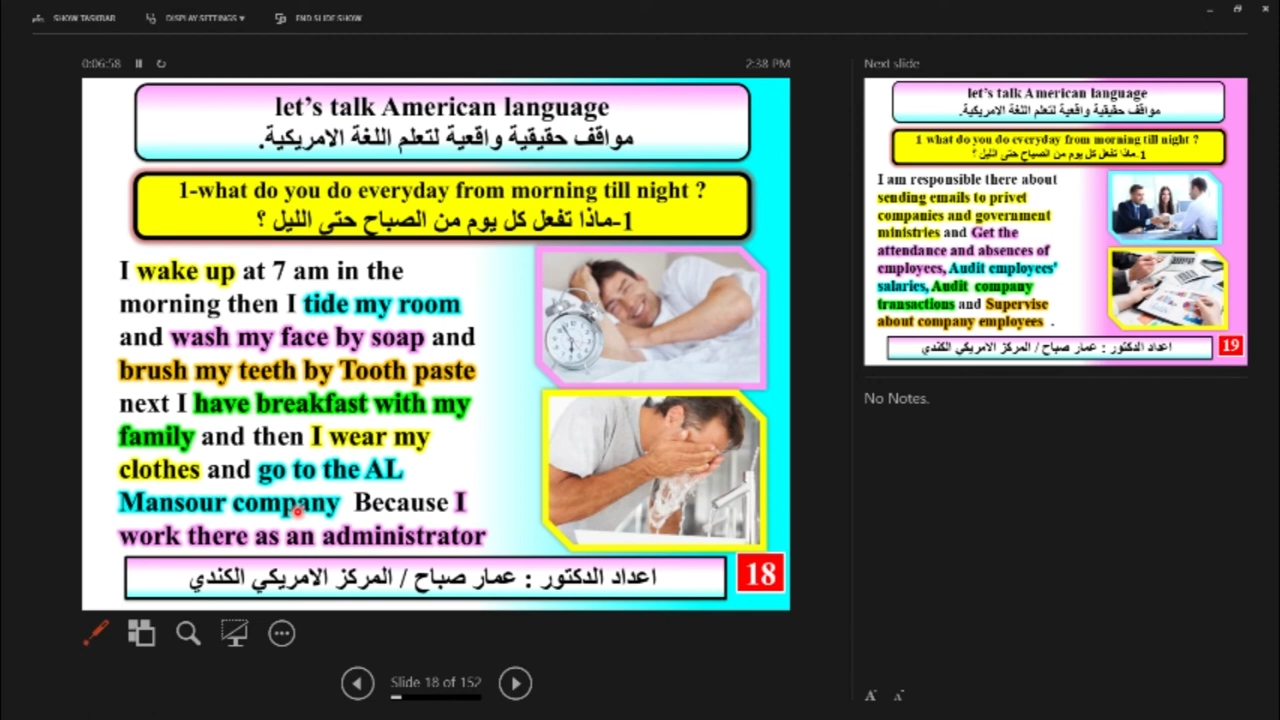 SHOW TASKBAR
DISPLAY SETTINGS ▾
END SLIDE SHOW
0:06:58
2:38 PM
let's talk American language
مواقف حقيقية واقعية لتعلم اللغة الامريكية.
1-what do you do everyday from morning till night ?
1-ماذا تفعل كل يوم من الصباح حتى الليل ؟
I wake up at 7 am in the
morning then I tide my room
and wash my face by soap and
brush my teeth by Tooth paste
next I have breakfast with my
family and then I wear my
clothes and go to the AL
Mansour company Because I
work there as an administrator
اعداد الدكتور : عمار صباح / المركز الامريكي الكندي
18
Slide 18 of 152
Next slide
let's talk American language
مواقف حقيقية واقعية لتعلم اللغة الامريكية.
1 what do you do everyday from morning till night ?
1.ماذا تفعل كل يوم من الصباح حتى الليل ؟
I am responsible there about
sending emails to privet
companies and government
ministries and Get the
attendance and absences of
employees, Audit employees'
salaries, Audit company
transactions and Supervise
about company employees .
اعداد الدكتور : عمار صباح / المركز الامريكي الكندي
19
No Notes.
A A